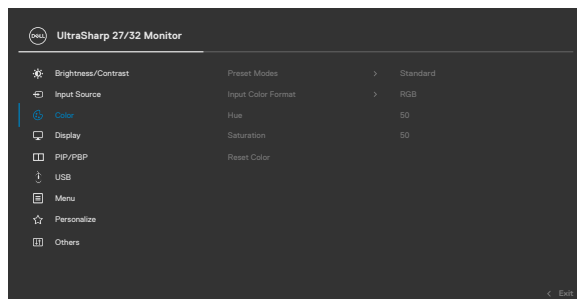 DELL UltraSharp 27/32 Monitor
Brightness/Contrast Preset Modes > Standard
Input Source Input Color Format > RGB
Color Hue 50
Display Saturation 50
PIP/PBP Reset Color
USB
Menu
Personalize
Others
< Exit